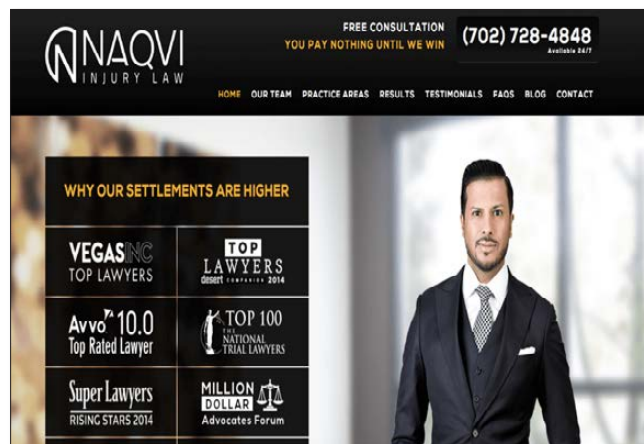 NAQVI
INJURY LAW
FREE CONSULTATION
YOU PAY NOTHING UNTIL WE WIN
(702) 728-4848
Available 24/7
HOME OUR TEAM PRACTICE AREAS RESULTS TESTIMONIALS FAQS BLOG CONTACT
WHY OUR SETTLEMENTS ARE HIGHER
VEGASINC
TOP LAWYERS
TOP
LAWYERS
desert COMPANION 2014
Avvo 10.0
Top Rated Lawyer
TOP 100
THE
NATIONAL
TRIAL LAWYERS
Super Lawyers
RISING STARS 2014
MILLION
DOLLAR
Advocates Forum